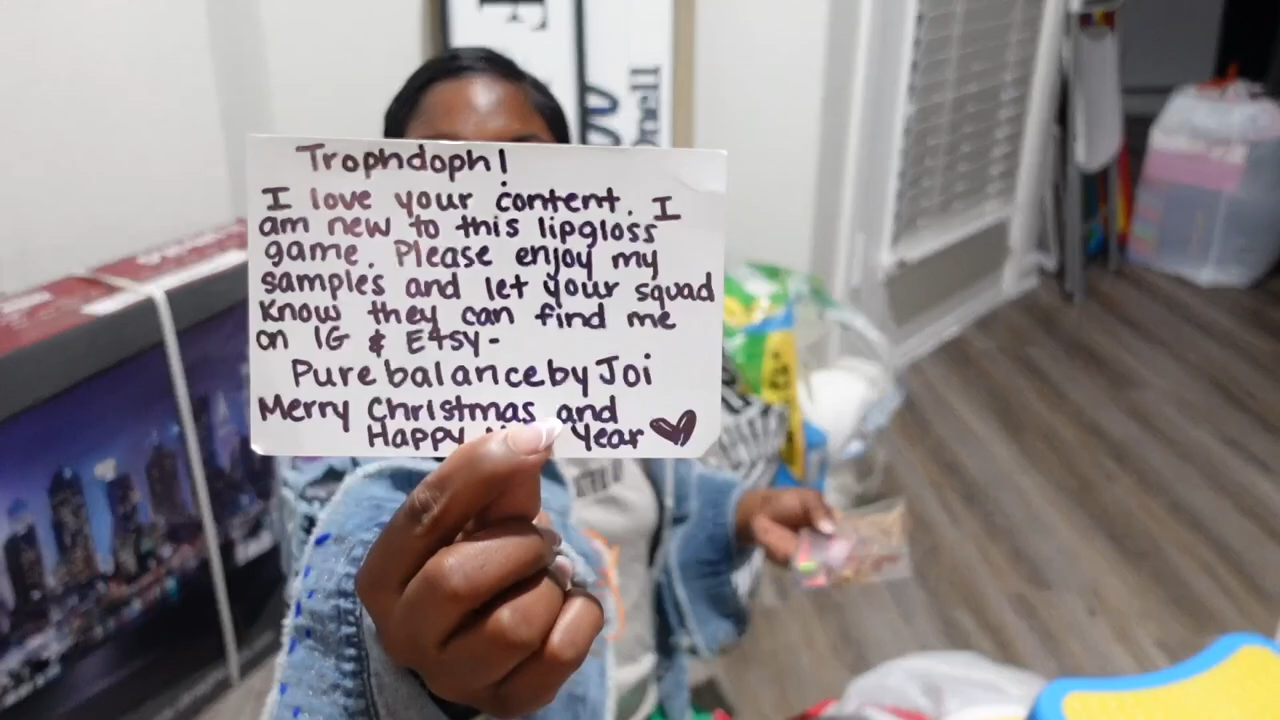 Trophdoph!
I love your content. I
am new to this lipgloss
game. Please enjoy my
samples and let your squad
know they can find me
on IG & Etsy-
PurebalancebyJoi
Merry Christmas and
Happy Year